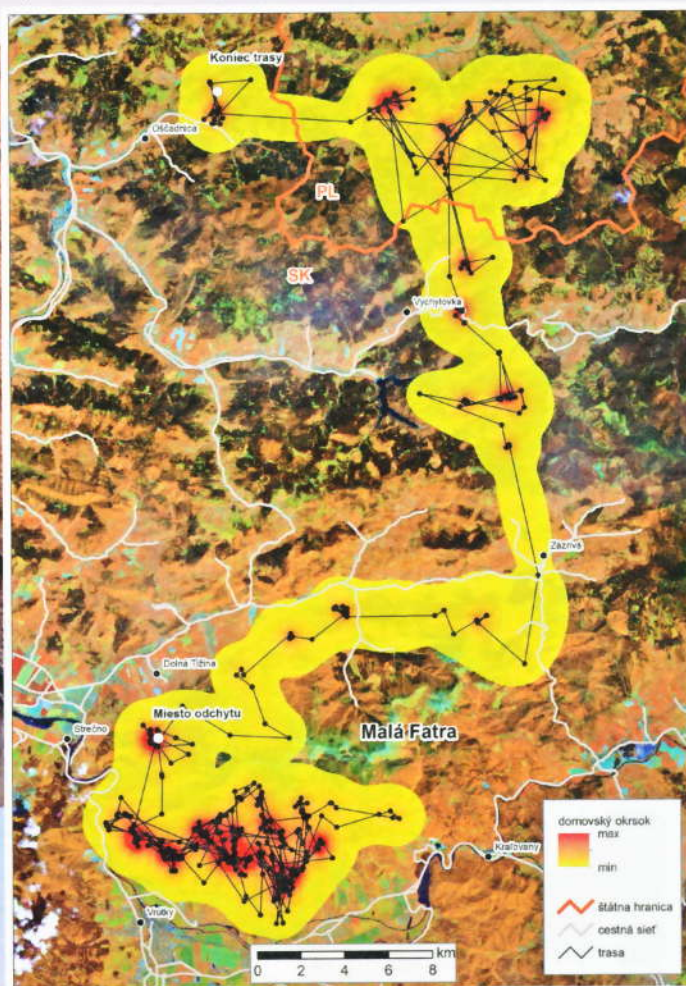 Koniec trasy
Oščadnica
PL
SK
Vychylovka
Zázrivá
Dolná Tižina
Miesto odchytu
Strečno
Malá Fatra
Kraľovany
Vrútky
domovský okrsok
max
min
štátna hranica
cestná sieť
trasa
km
0 2 4 6 8